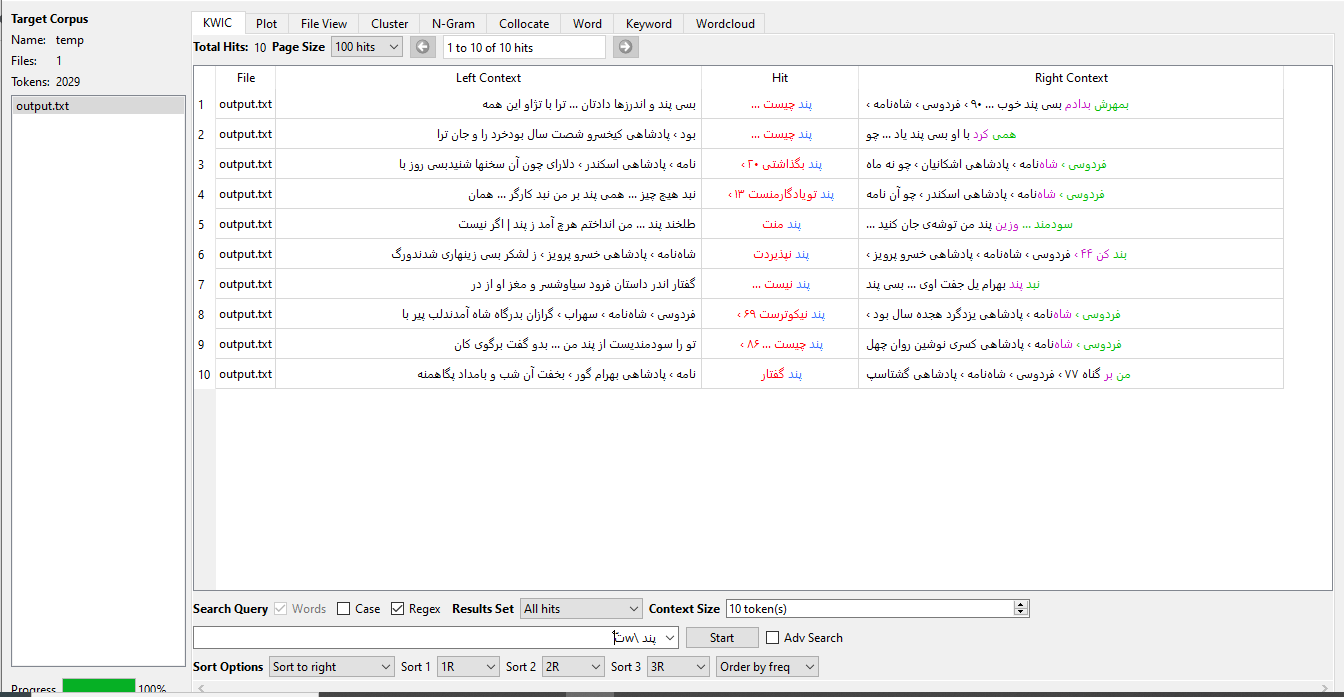 Target Corpus
Name: temp
Files: 1
Tokens: 2029
output.txt
Progress 100%
KWIC Plot File View Cluster N-Gram Collocate Word Keyword Wordcloud
Total Hits: 10 Page Size 100 hits 1 to 10 of 10 hits
File Left Context Hit Right Context
1 output.txt بسی پند و اندرزها دادتان ... ترا با تژاو این همه پند چیست ... بمهرش بدادم بسی پند خوب ... ۹۰ › فردوسی › شاه‌نامه ›
2 output.txt بود › پادشاهی کیخسرو شصت سال بودخرد را و جان ترا پند چیست ... همی کرد با او بسی پند یاد ... چو
3 output.txt نامه › پادشاهی اسکندر › دلارای چون آن سخنها شنیدبسی روز با پند بگذاشتی ۲۰ › فردوسی › شاه‌نامه › پادشاهی اشکانیان › چو نه ماه
4 output.txt نبد هیچ چیز ... همی پند بر من نبد کارگر ... همان پند تویادگارمنست ۱۳ › فردوسی › شاه‌نامه › پادشاهی اسکندر › چو آن نامه
5 output.txt طلخند پند ... من انداختم هرچ آمد ز پند | اگر نیست پند منت سودمند ... وزین پند من توشه‌ی جان کنید ...
6 output.txt شاه‌نامه › پادشاهی خسرو پرویز › ز لشکر بسی زینهاری شدندورگ پند نپذیردت بند کن ۴۴ › فردوسی › شاه‌نامه › پادشاهی خسرو پرویز ›
7 output.txt گفتار اندر داستان فرود سیاوشسر و مغز او از در پند نیست ... نبد پند بهرام یل جفت اوی ... بسی پند
8 output.txt فردوسی › شاه‌نامه › سهراب › گرازان بدرگاه شاه آمدندلب پیر با پند نیکوترست ۶۹ › فردوسی › شاه‌نامه › پادشاهی یزدگرد هجده سال بود ›
9 output.txt تو را سودمندیست از پند من ... بدو گفت برگوی کان پند چیست ... ۸۶ › فردوسی › شاه‌نامه › پادشاهی کسری نوشین روان چهل
10 output.txt نامه › پادشاهی بهرام گور › بخفت آن شب و بامداد پگاهمنه پند گفتار من بر گناه ۷۷ › فردوسی › شاه‌نامه › پادشاهی گشتاسپ
Search Query Words Case Regex Results Set All hits Context Size 10 token(s)
Start Adv Search
Sort Options Sort to right Sort 1 1R Sort 2 2R Sort 3 3R Order by freq